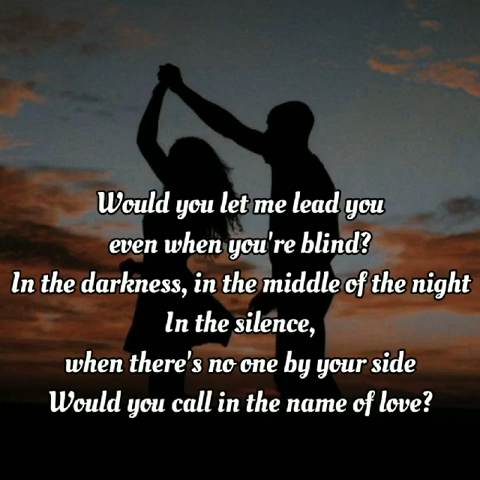 Would you let me lead you
even when you're blind?
In the darkness, in the middle of the night
In the silence,
when there's no one by your side
Would you call in the name of love?